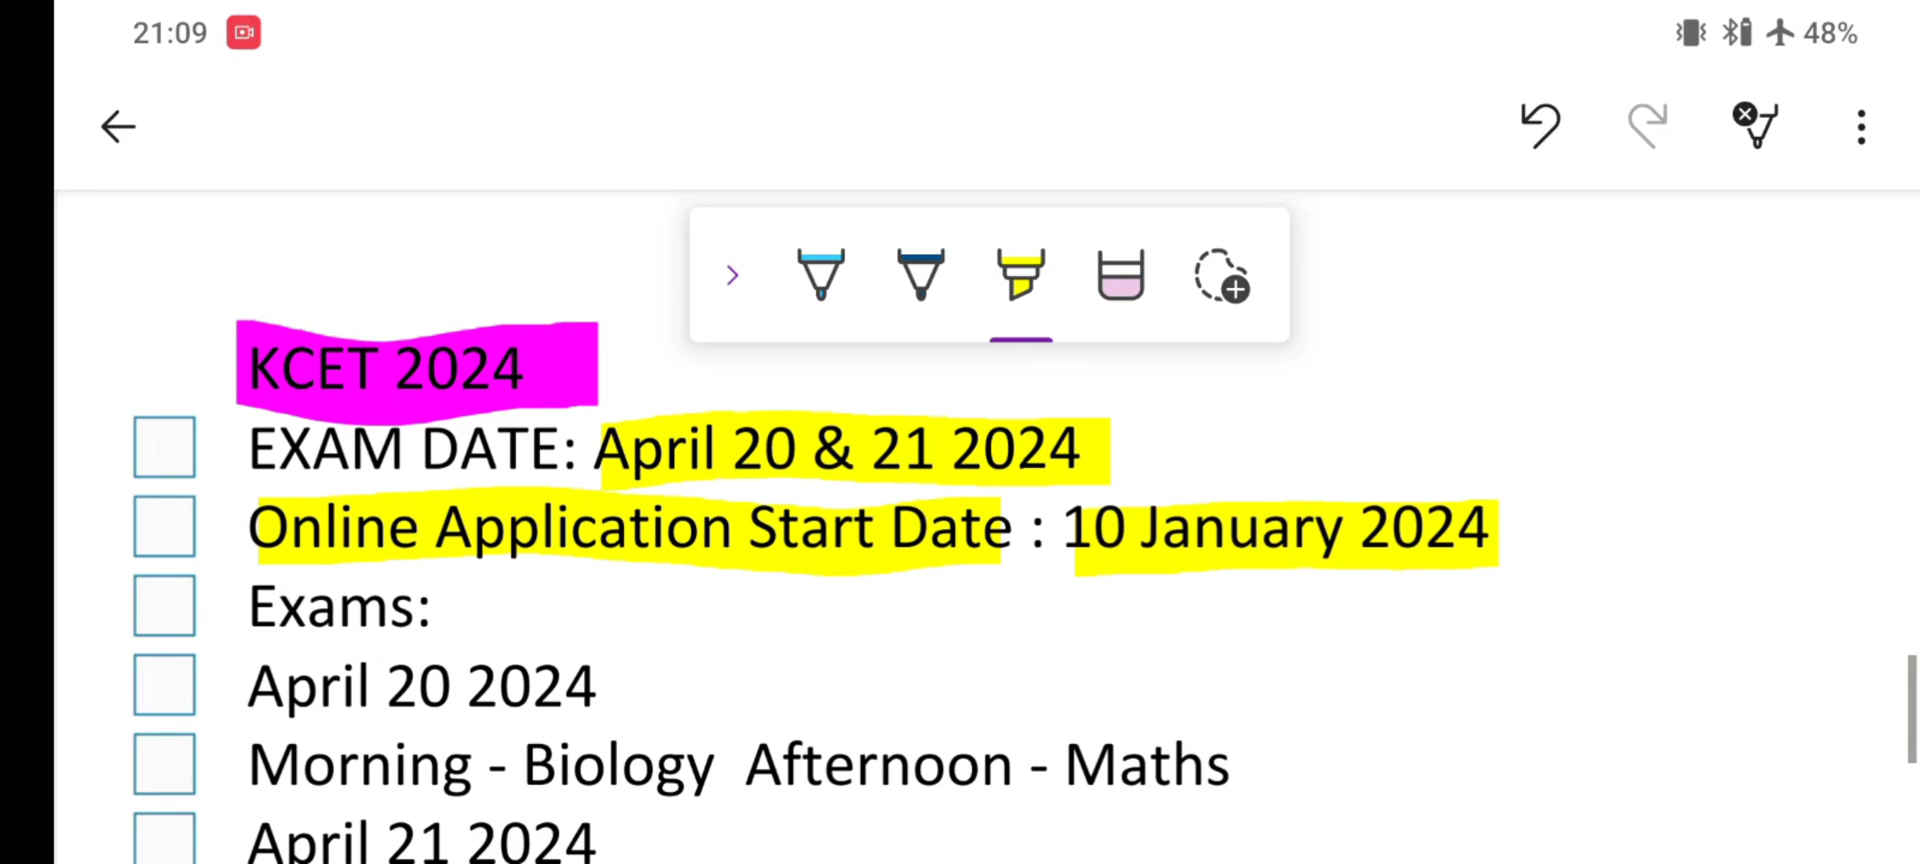 21:09
48%
KCET 2024
EXAM DATE: April 20 & 21 2024
Online Application Start Date : 10 January 2024
Exams:
April 20 2024
Morning - Biology  Afternoon - Maths
April 21 2024